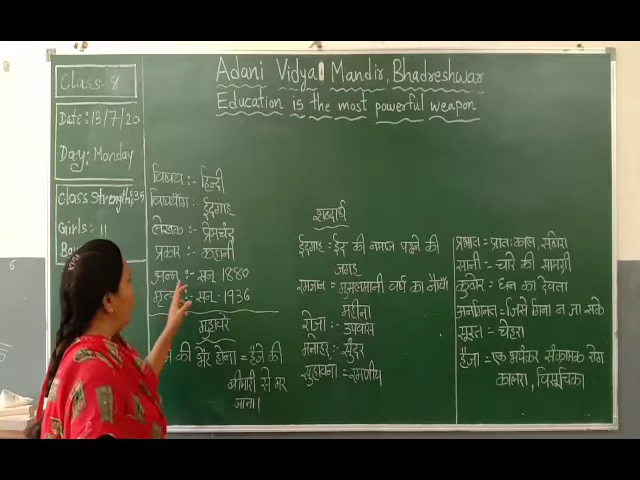 Adani Vidya Mandir, Bhadreshwar
Education is the most powerful weapon
Class- 8
Date: 13/7/20
Day: Monday
Class Strength: 35
Girls: 11
विषय :- हिन्दी
विषयांग :- ईदगाह
लेखक :- प्रेमचंद
प्रकार :- कहानी
जन्म :- सन् 1880
:- सन् - 1936
मुहावरे
की भेंट होना = हैजे की
बीमारी से मर
जाना।
शब्दार्थ
ईदगाह = ईद की नमाज पढ़ने की
जगह
रमजान = मुसलमानी वर्ष का नौवाँ
महीना
रोजा = उपवास
मनोहर = सुंदर
सुहावना = रमणीय
प्रभात = प्रातःकाल, सवेरा
सानी = चारे की सामग्री
कुबेर = धन का देवता
अनगिनत = जिसे गिना न जा सके
सूरत = चेहरा
हैजा = एक भयंकर संक्रामक रोग
कालरा, विसूचिका